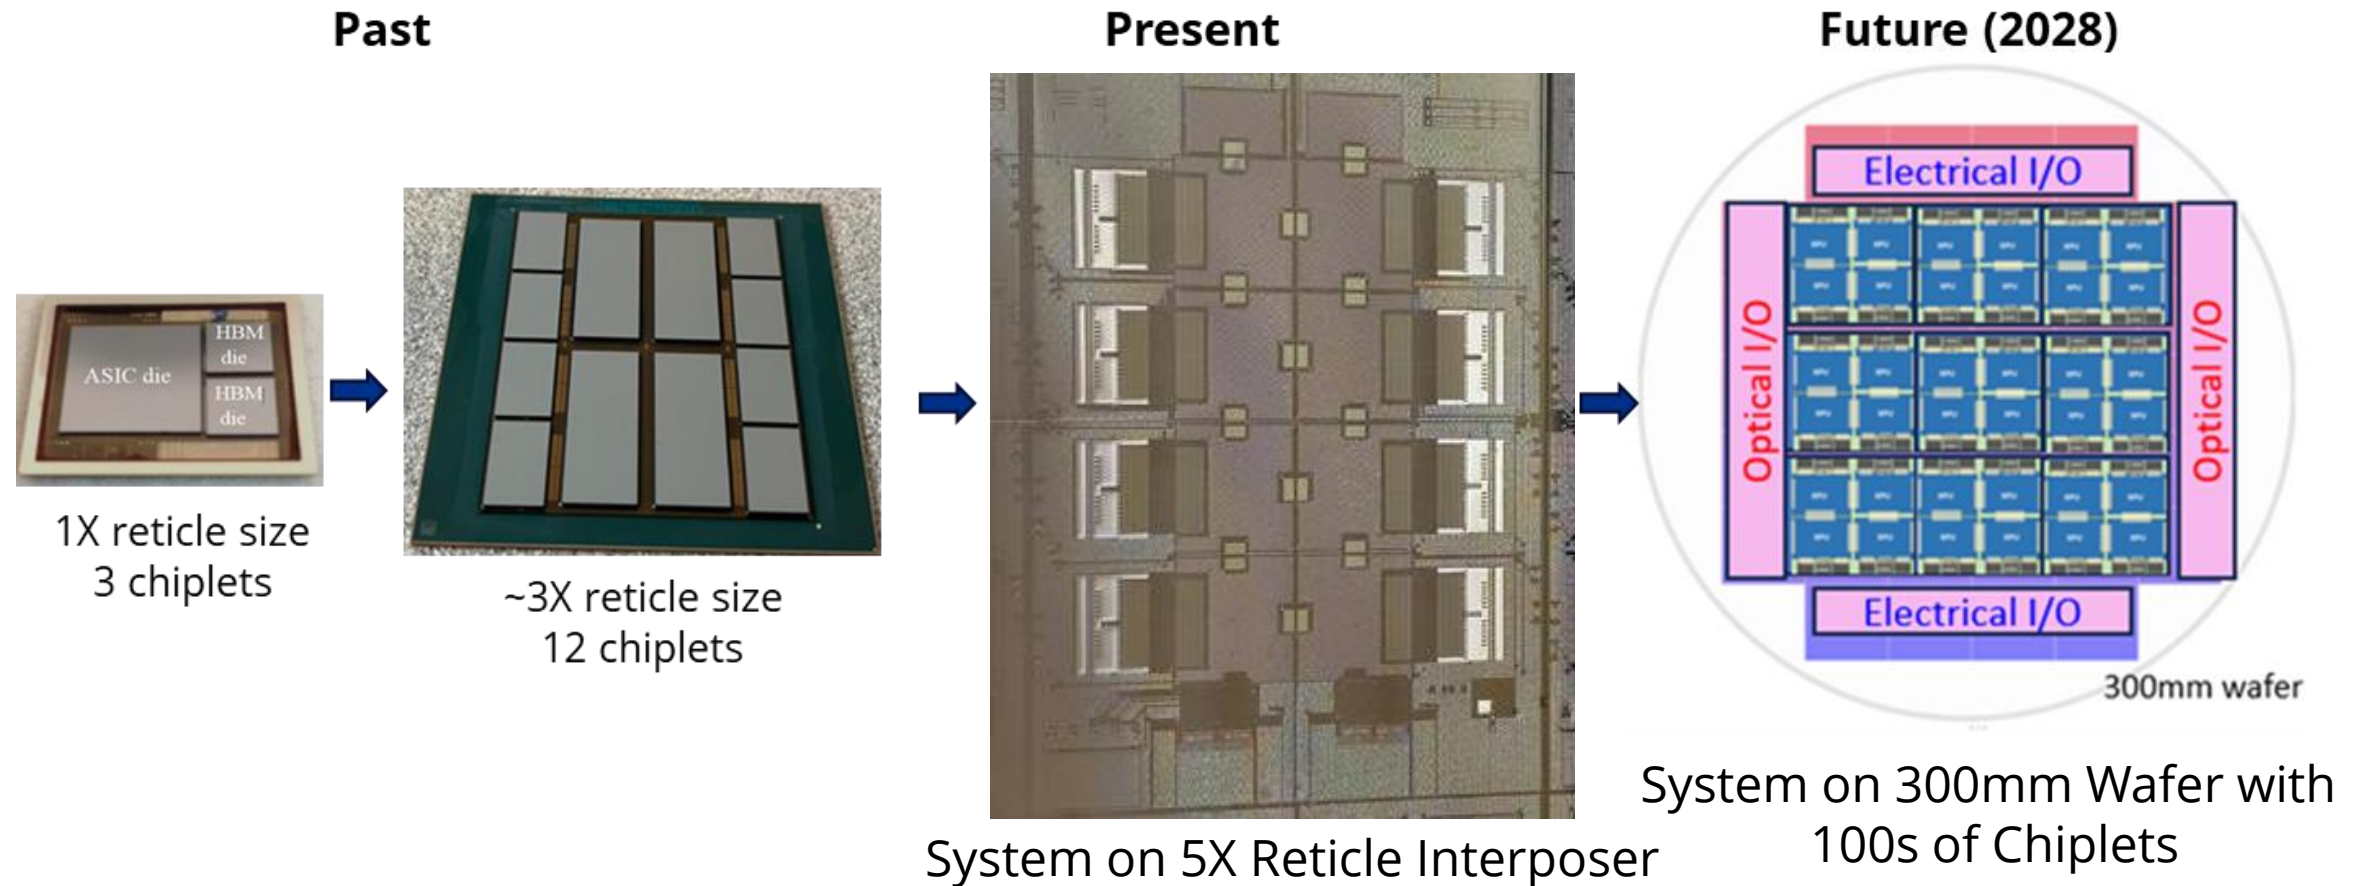 Past
Present
Future (2028)
ASIC die
HBM
die
HBM
die
1X reticle size
3 chiplets
~3X reticle size
12 chiplets
System on 5X Reticle Interposer
Electrical I/O
Optical I/O
Optical I/O
Electrical I/O
300mm wafer
System on 300mm Wafer with
100s of Chiplets